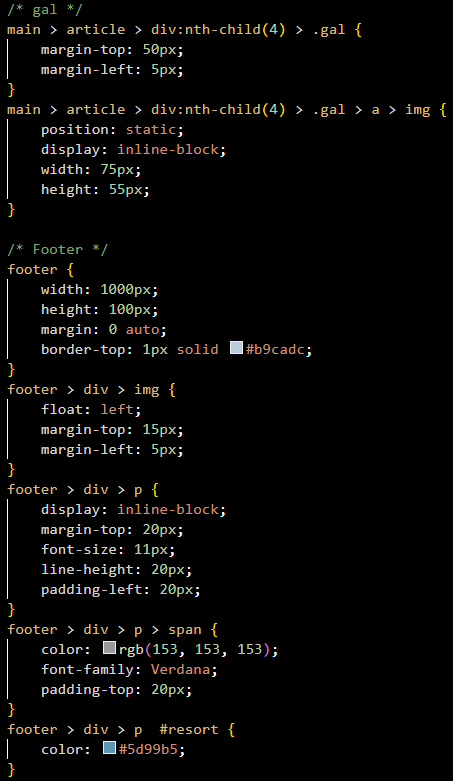 /* gal */
main > article > div:nth-child(4) > .gal {
    margin-top: 50px;
    margin-left: 5px;
}
main > article > div:nth-child(4) > .gal > a > img {
    position: static;
    display: inline-block;
    width: 75px;
    height: 55px;
}

/* Footer */
footer {
    width: 1000px;
    height: 100px;
    margin: 0 auto;
    border-top: 1px solid #b9cadc;
}
footer > div > img {
    float: left;
    margin-top: 15px;
    margin-left: 5px;
}
footer > div > p {
    display: inline-block;
    margin-top: 20px;
    font-size: 11px;
    line-height: 20px;
    padding-left: 20px;
}
footer > div > p > span {
    color: rgb(153, 153, 153);
    font-family: Verdana;
    padding-top: 20px;
}
footer > div > p  #resort {
    color: #5d99b5;
}